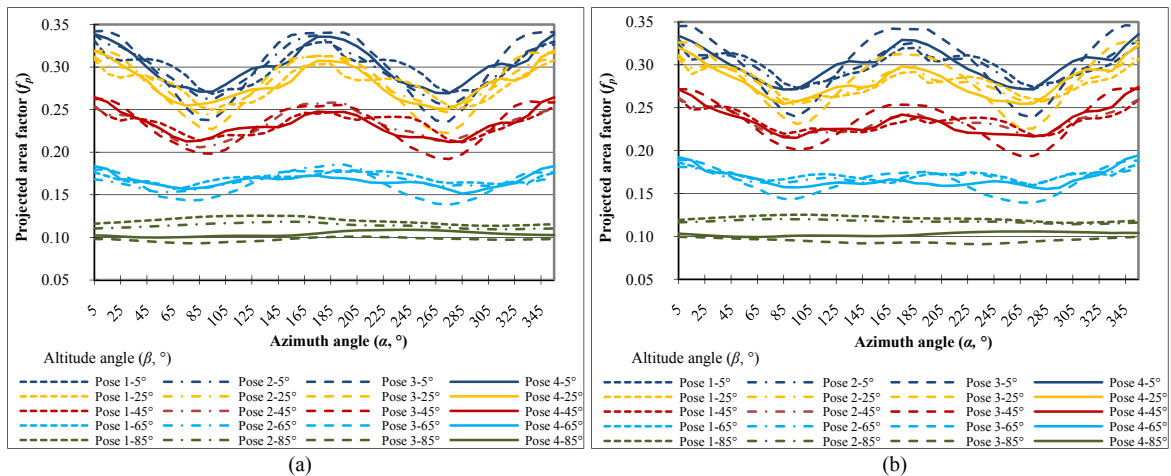 0.35
0.30
0.25
0.20
0.15
0.10
0.05
Projected area factor (fp)
5 25 45 65 85 105 125 145 165 185 205 225 245 265 285 305 325 345
Azimuth angle (α, °)
Altitude angle (β, °)
Pose 1-5° Pose 2-5° Pose 3-5° Pose 4-5°
Pose 1-25° Pose 2-25° Pose 3-25° Pose 4-25°
Pose 1-45° Pose 2-45° Pose 3-45° Pose 4-45°
Pose 1-65° Pose 2-65° Pose 3-65° Pose 4-65°
Pose 1-85° Pose 2-85° Pose 3-85° Pose 4-85°
(a)
0.35
0.30
0.25
0.20
0.15
0.10
0.05
Projected area factor (fp)
5 25 45 65 85 105 125 145 165 185 205 225 245 265 285 305 325 345
Azimuth angle (α, °)
Altitude angle (β, °)
Pose 1-5° Pose 2-5° Pose 3-5° Pose 4-5°
Pose 1-25° Pose 2-25° Pose 3-25° Pose 4-25°
Pose 1-45° Pose 2-45° Pose 3-45° Pose 4-45°
Pose 1-65° Pose 2-65° Pose 3-65° Pose 4-65°
Pose 1-85° Pose 2-85° Pose 3-85° Pose 4-85°
(b)